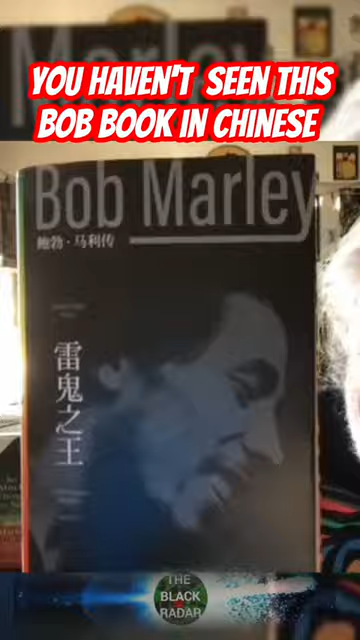 YOU HAVEN'T SEEN THIS
BOB BOOK IN CHINESE
Bob Marley
鲍勃·马利传
雷鬼之王
THE
BLACK
RADAR